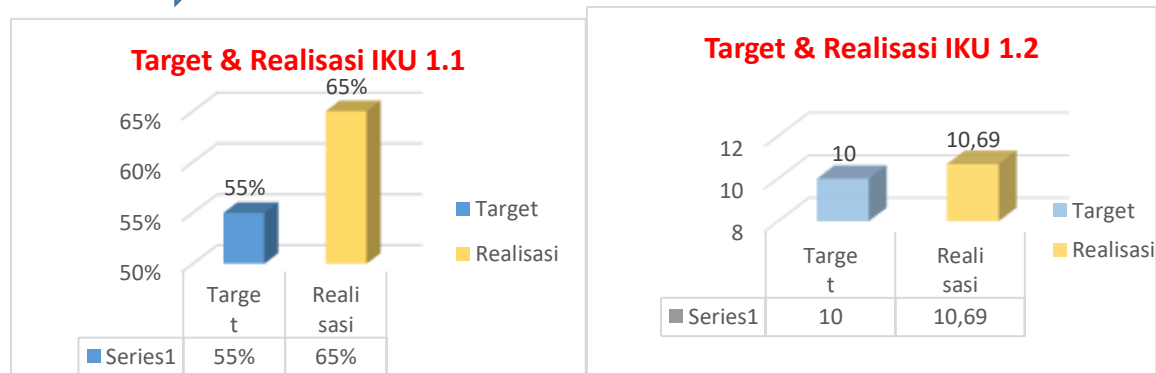 Target & Realisasi IKU 1.1
65%
65%
60%
55%
55%
50%
Target
Realisasi
Targe
t
Reali
sasi
Series1 55% 65%
Target & Realisasi IKU 1.2
12
10
10,69
10
8
Target
Realisasi
Targe
t
Reali
sasi
Series1 10 10,69